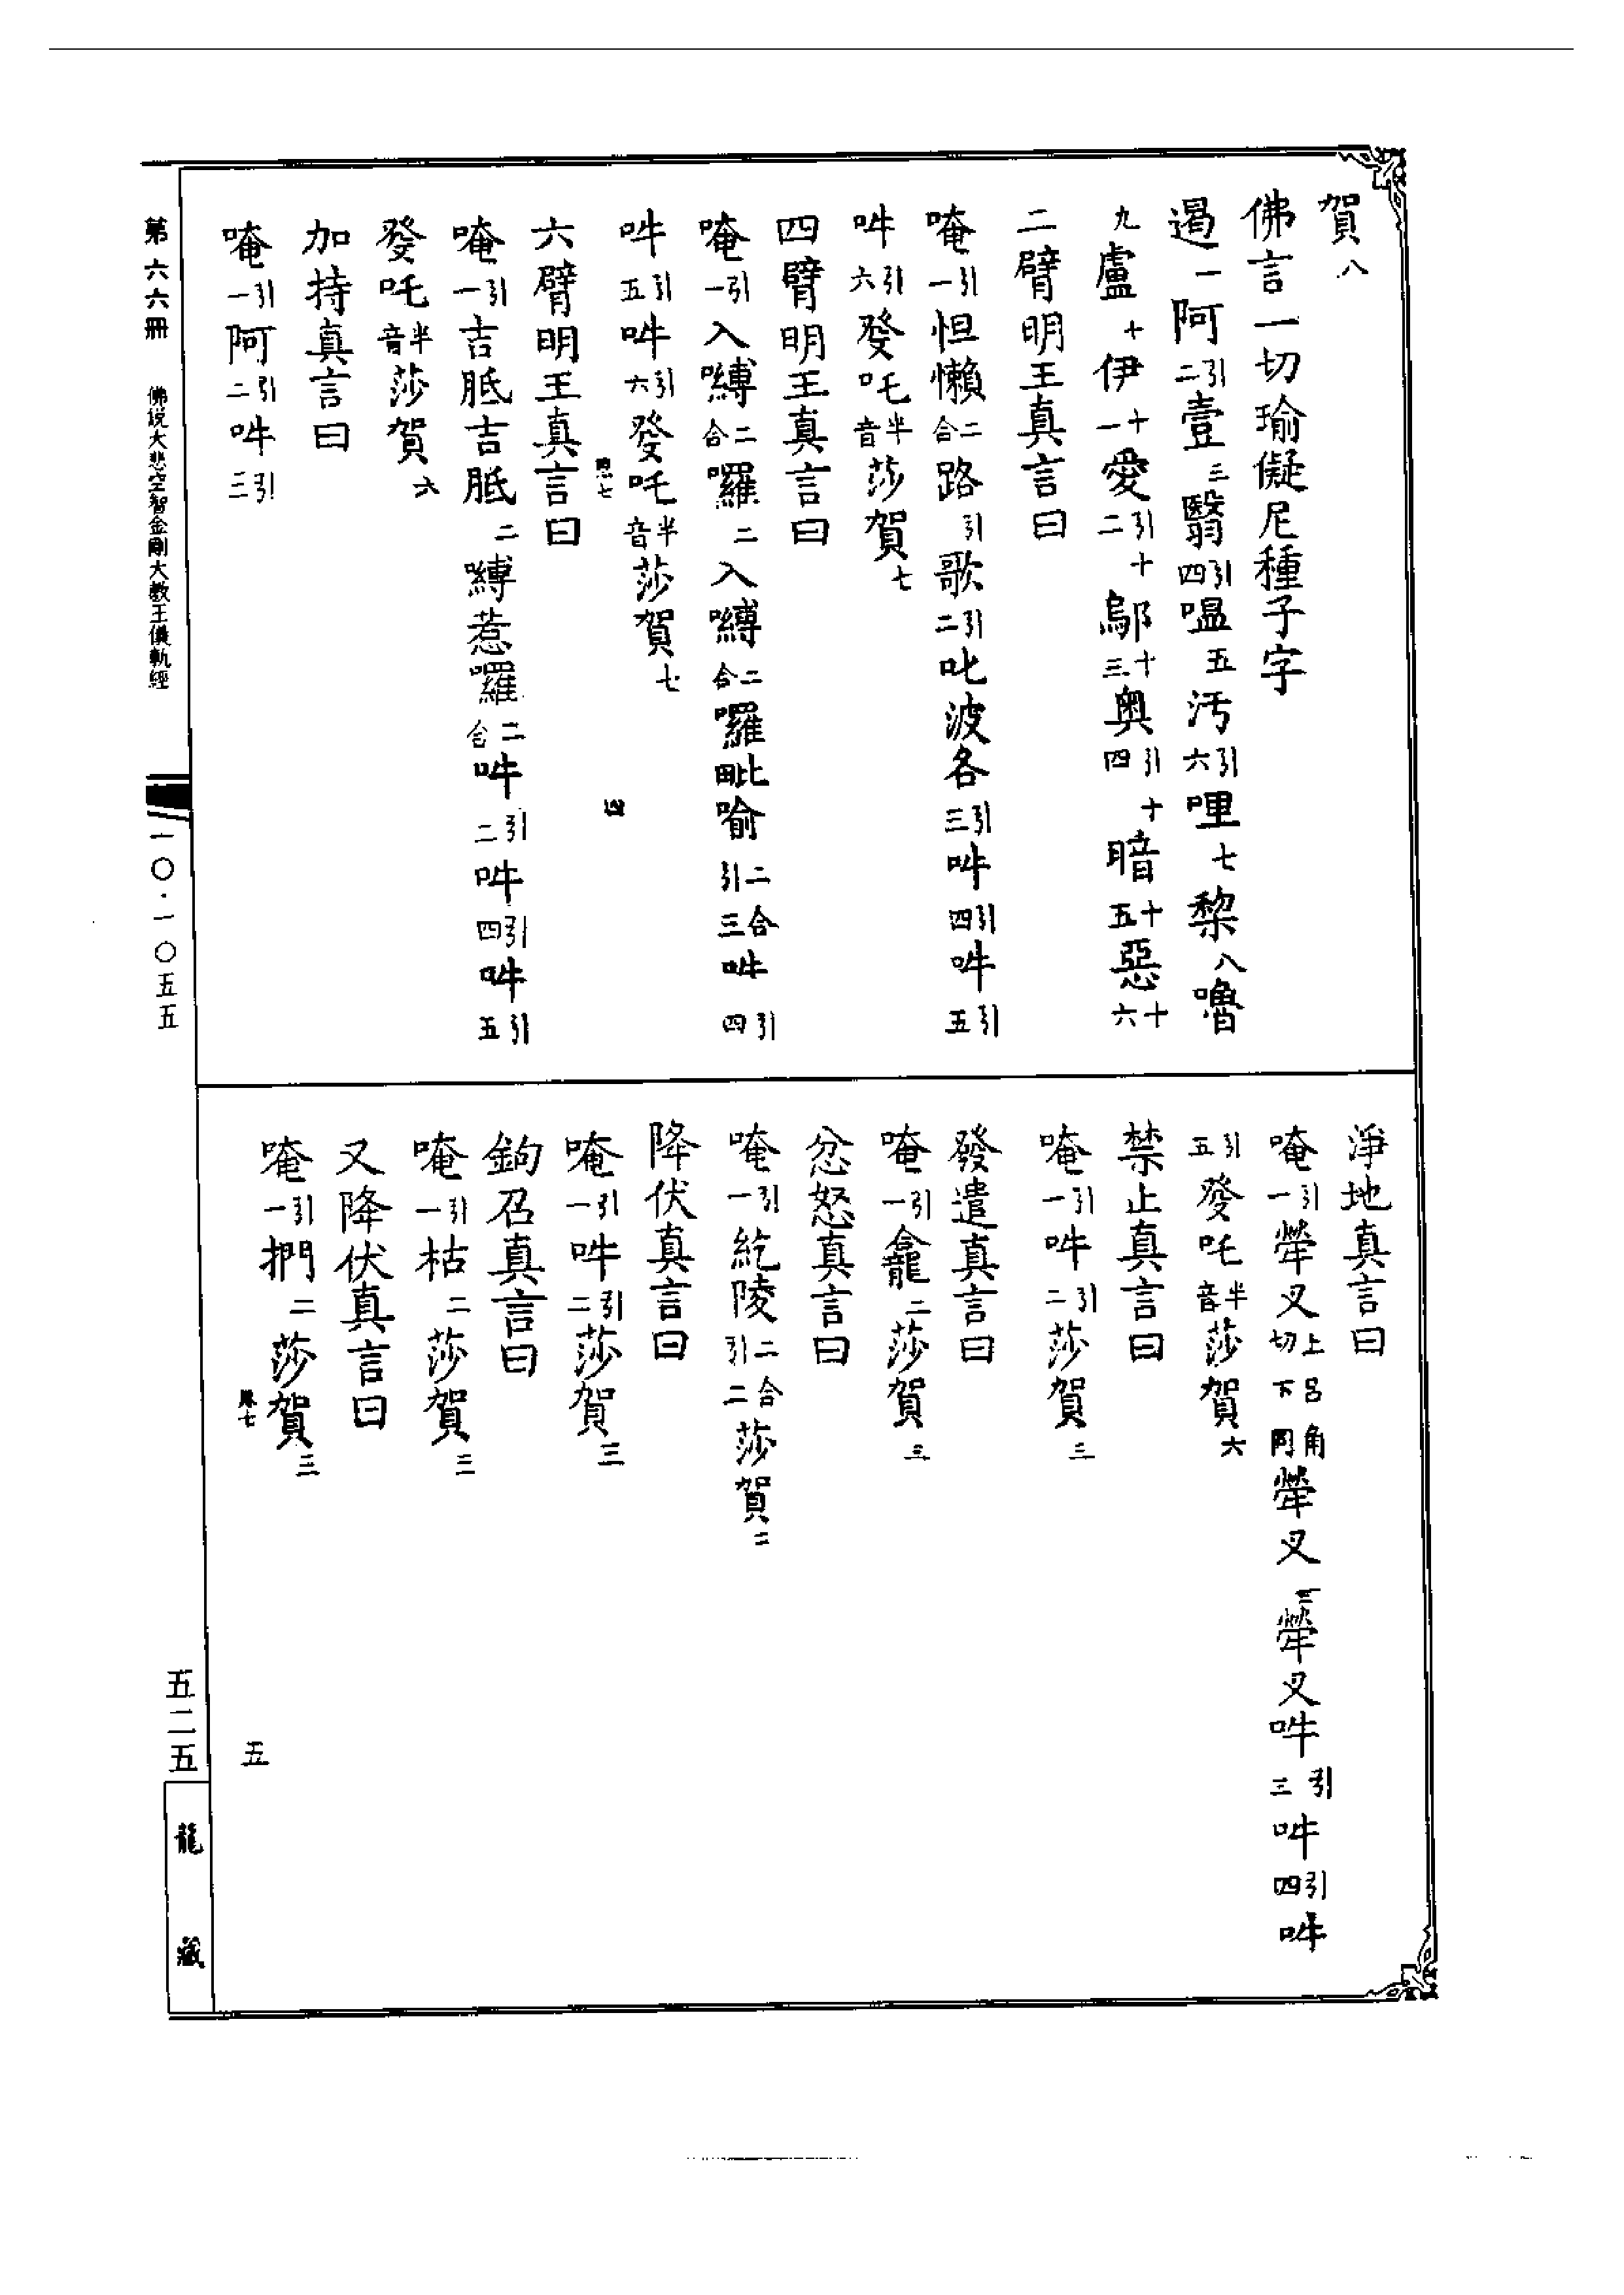 賀八
佛言一切瑜儗尼種子字
遏一阿引二壹三翳引四嗢五汚引六哩七梨八嚕
九盧十伊十一愛引十二鄔十三奧引十四暗十五惡十六
二臂明王真言曰
唵引一怛懶二合路引歌引二叱波各引三吽引四吽引五
吽引六發吒半音莎賀七
四臂明王真言曰
唵引一入嚩二合囉二入嚩二合囉毗喻二合引三吽引四
吽引五吽引六發吒半音莎賀七
六臂明王真言曰
唵引一吉胝吉胝二嚩惹囉二合吽引二吽引四吽引五
發吒半音莎賀六
加持真言曰
唵引一阿引二吽引三
四
淨地真言曰
唵引一犖叉上呂角切下同犖叉二犖叉吽引三吽引四吽
引五發吒半音莎賀六
禁止真言曰
唵引一吽引二莎賀三
發遣真言曰
唵引一龕二莎賀三
忿怒真言曰
唵引一紇陵二合引二莎賀二
降伏真言曰
唵引一吽引二莎賀三
鉤召真言曰
唵引一枯二莎賀三
又降伏真言曰
唵引一捫二莎賀三
五
第六六冊 佛說大悲空智金剛大教王儀軌經
一〇·一〇五五
五二五
龍藏